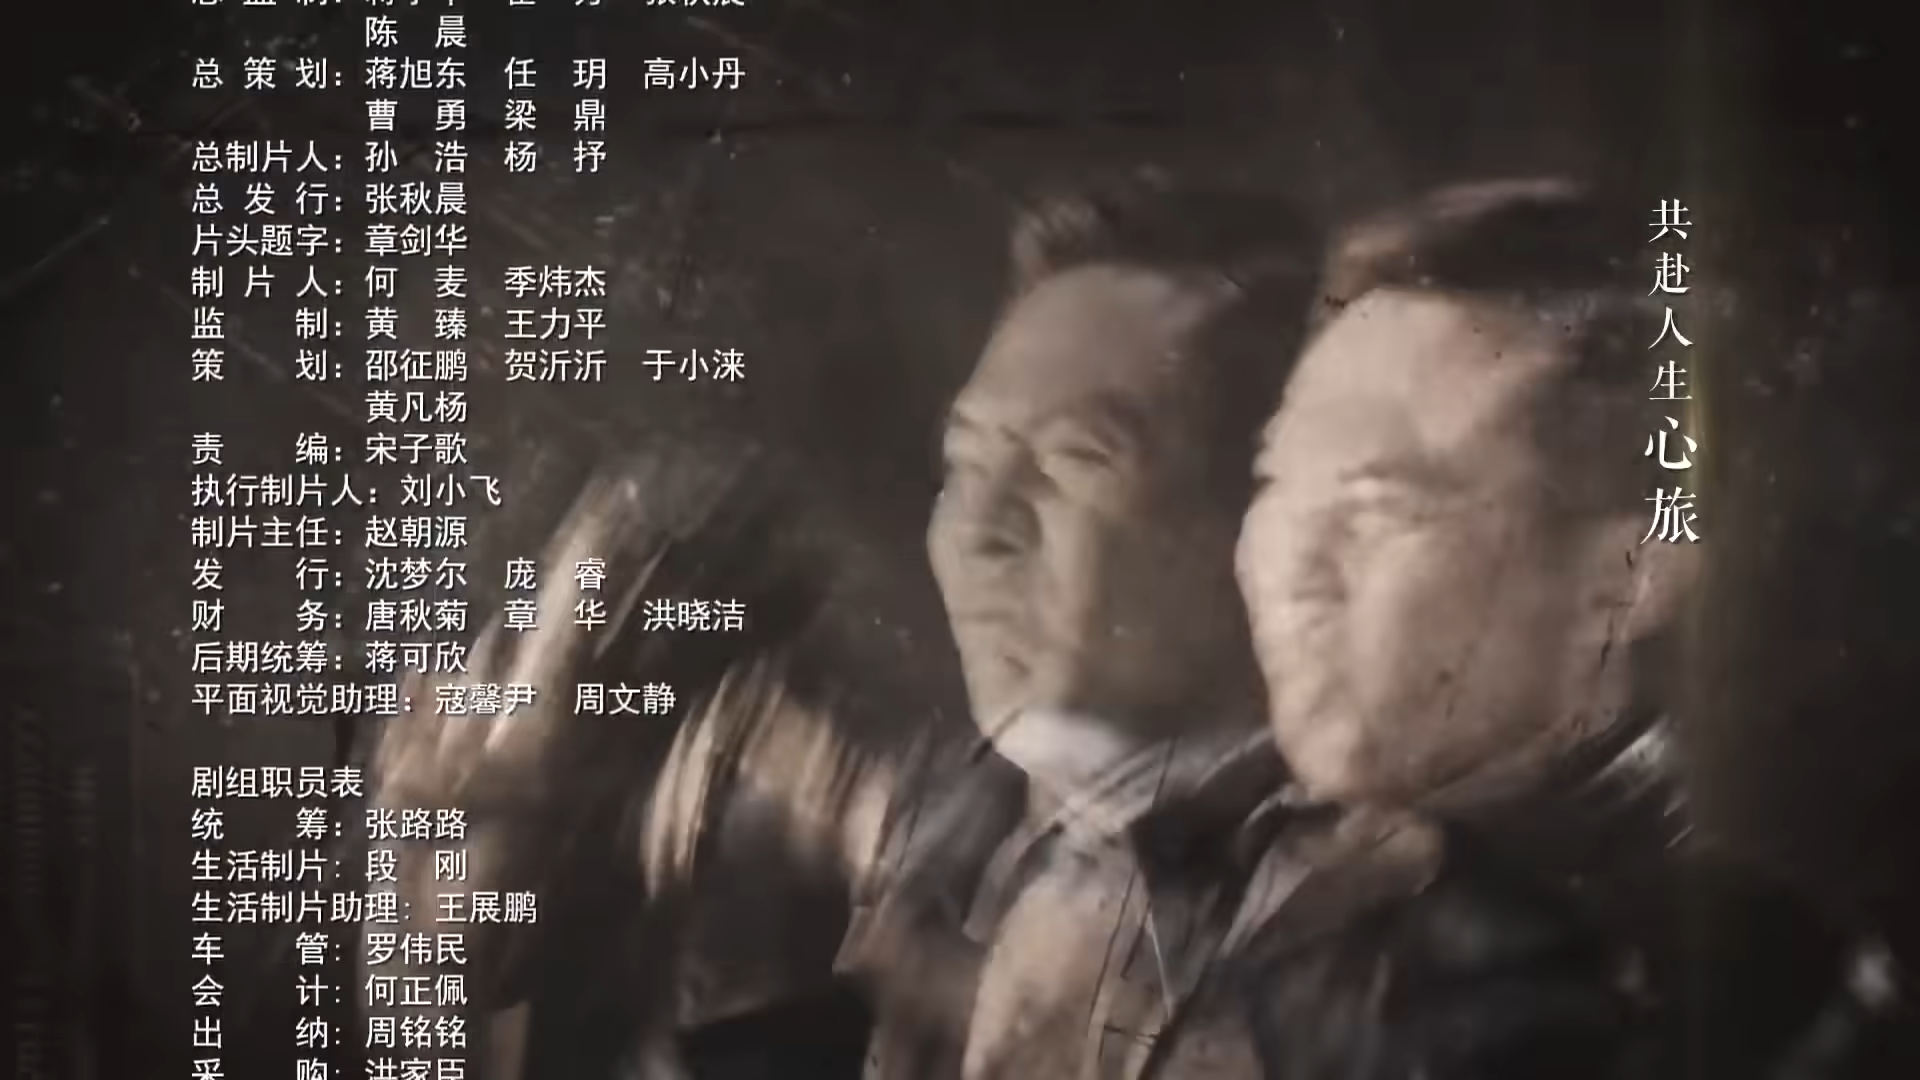 陈 晨
总策划：蒋旭东 任 玥 高小丹
曹 勇 梁 鼎
总制片人：孙 浩 杨 抒
总发行：张秋晨
片头题字：章剑华
制片人：何 麦 季炜杰
监 制：黄 臻 王力平
策 划：邵征鹏 贺沂沂 于小涞
黄凡杨
责 编：宋子歌
执行制片人：刘小飞
制片主任：赵朝源
发 行：沈梦尔 庞 睿
财 务：唐秋菊 章 华 洪晓洁
后期统筹：蒋可欣
平面视觉助理：寇馨尹 周文静
剧组职员表
统 筹：张路路
生活制片：段 刚
生活制片助理：王展鹏
车 管：罗伟民
会 计：何正佩
出 纳：周铭铭
采 购：洪家臣
共赴人生心旅